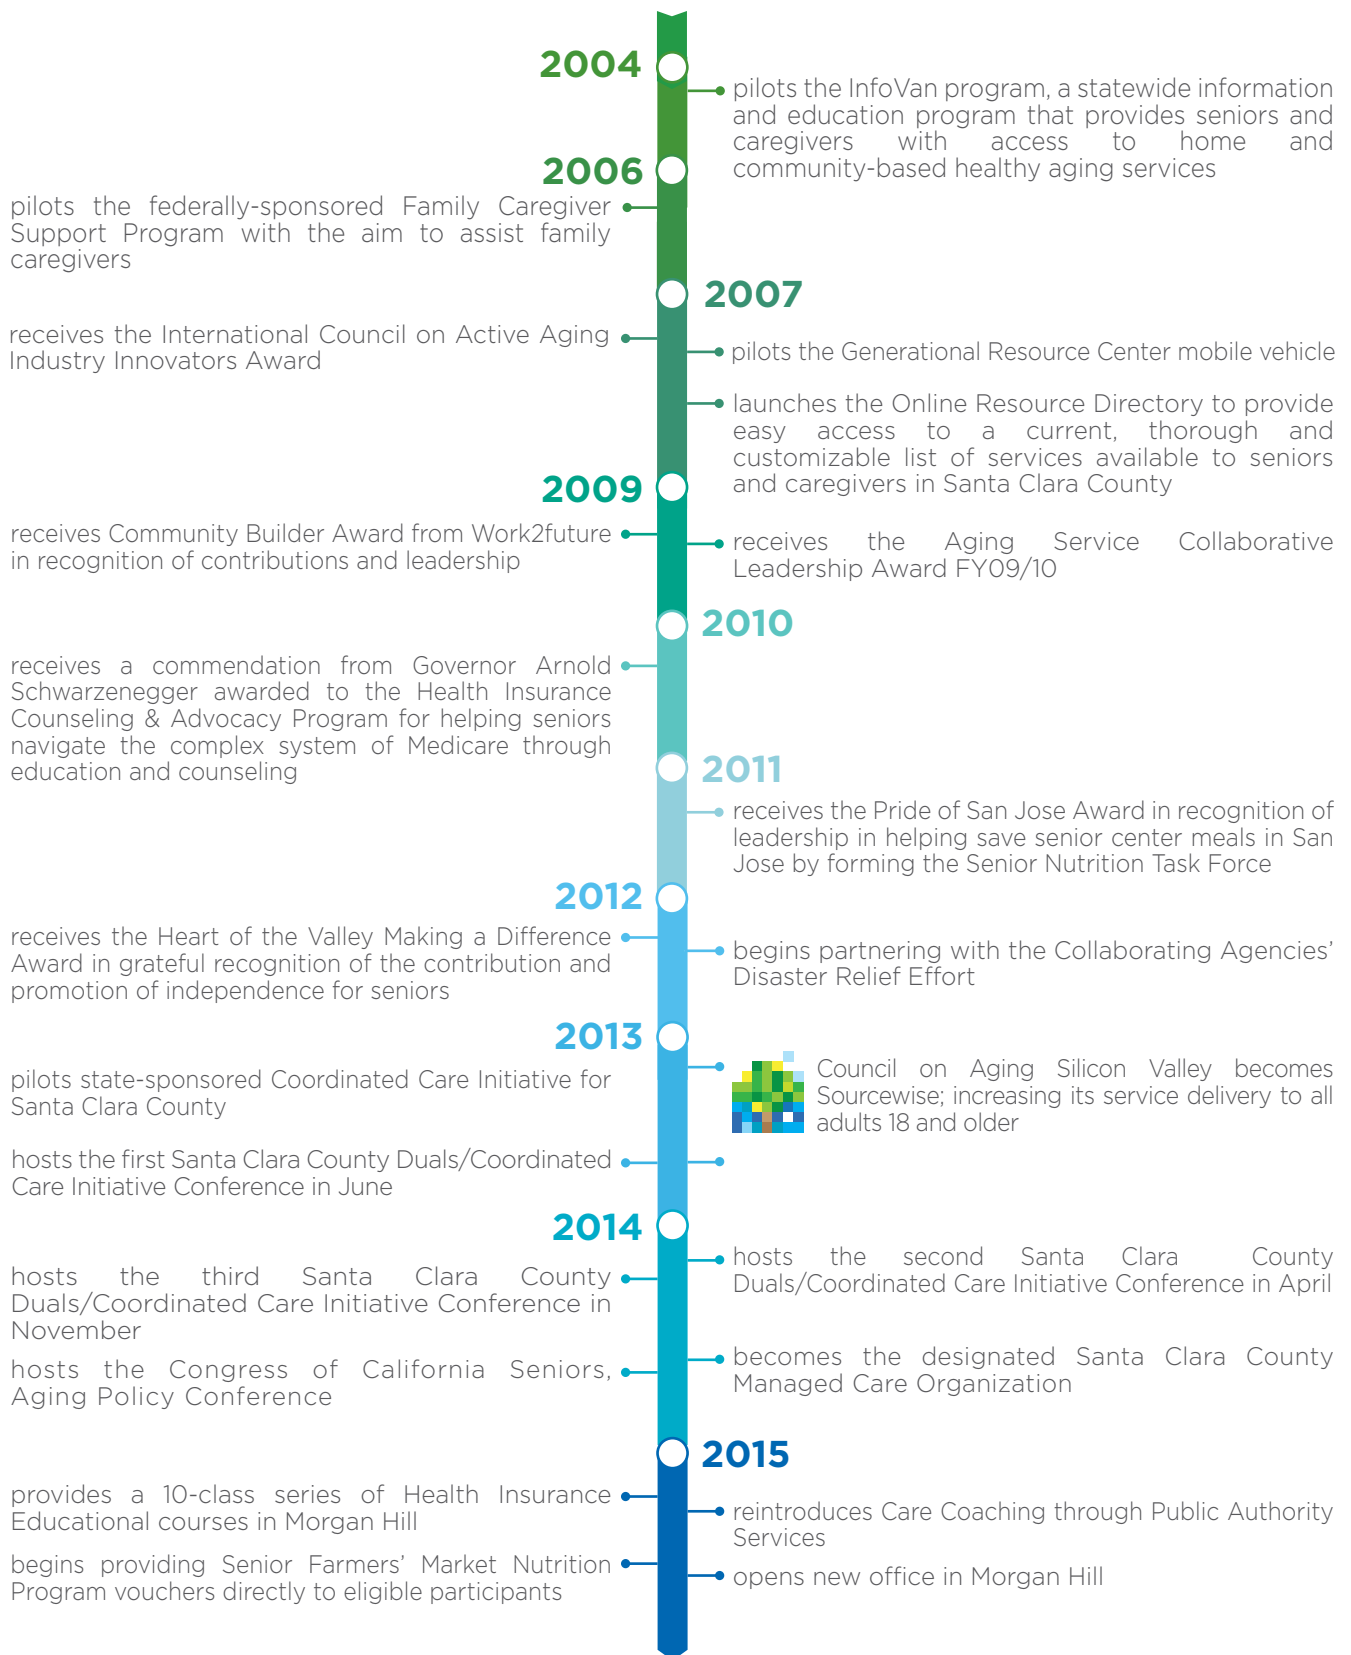 2004
pilots the InfoVan program, a statewide information
and education program that provides seniors and
caregivers with access to home and
community-based healthy aging services
2006
pilots the federally-sponsored Family Caregiver
Support Program with the aim to assist family
caregivers
2007
receives the International Council on Active Aging
Industry Innovators Award
pilots the Generational Resource Center mobile vehicle
launches the Online Resource Directory to provide
easy access to a current, thorough and
customizable list of services available to seniors
and caregivers in Santa Clara County
2009
receives Community Builder Award from Work2future
in recognition of contributions and leadership
receives the Aging Service Collaborative
Leadership Award FY09/10
2010
receives a commendation from Governor Arnold
Schwarzenegger awarded to the Health Insurance
Counseling & Advocacy Program for helping seniors
navigate the complex system of Medicare through
education and counseling
2011
receives the Pride of San Jose Award in recognition of
leadership in helping save senior center meals in San
Jose by forming the Senior Nutrition Task Force
2012
receives the Heart of the Valley Making a Difference
Award in grateful recognition of the contribution and
promotion of independence for seniors
begins partnering with the Collaborating Agencies’
Disaster Relief Effort
2013
pilots state-sponsored Coordinated Care Initiative for
Santa Clara County
Council on Aging Silicon Valley becomes
Sourcewise; increasing its service delivery to all
adults 18 and older
hosts the first Santa Clara County Duals/Coordinated
Care Initiative Conference in June
2014
hosts the second Santa Clara County
Duals/Coordinated Care Initiative Conference in April
hosts the third Santa Clara County
Duals/Coordinated Care Initiative Conference in
November
becomes the designated Santa Clara County
Managed Care Organization
hosts the Congress of California Seniors,
Aging Policy Conference
2015
provides a 10-class series of Health Insurance
Educational courses in Morgan Hill
reintroduces Care Coaching through Public Authority
Services
begins providing Senior Farmers’ Market Nutrition
Program vouchers directly to eligible participants
opens new office in Morgan Hill